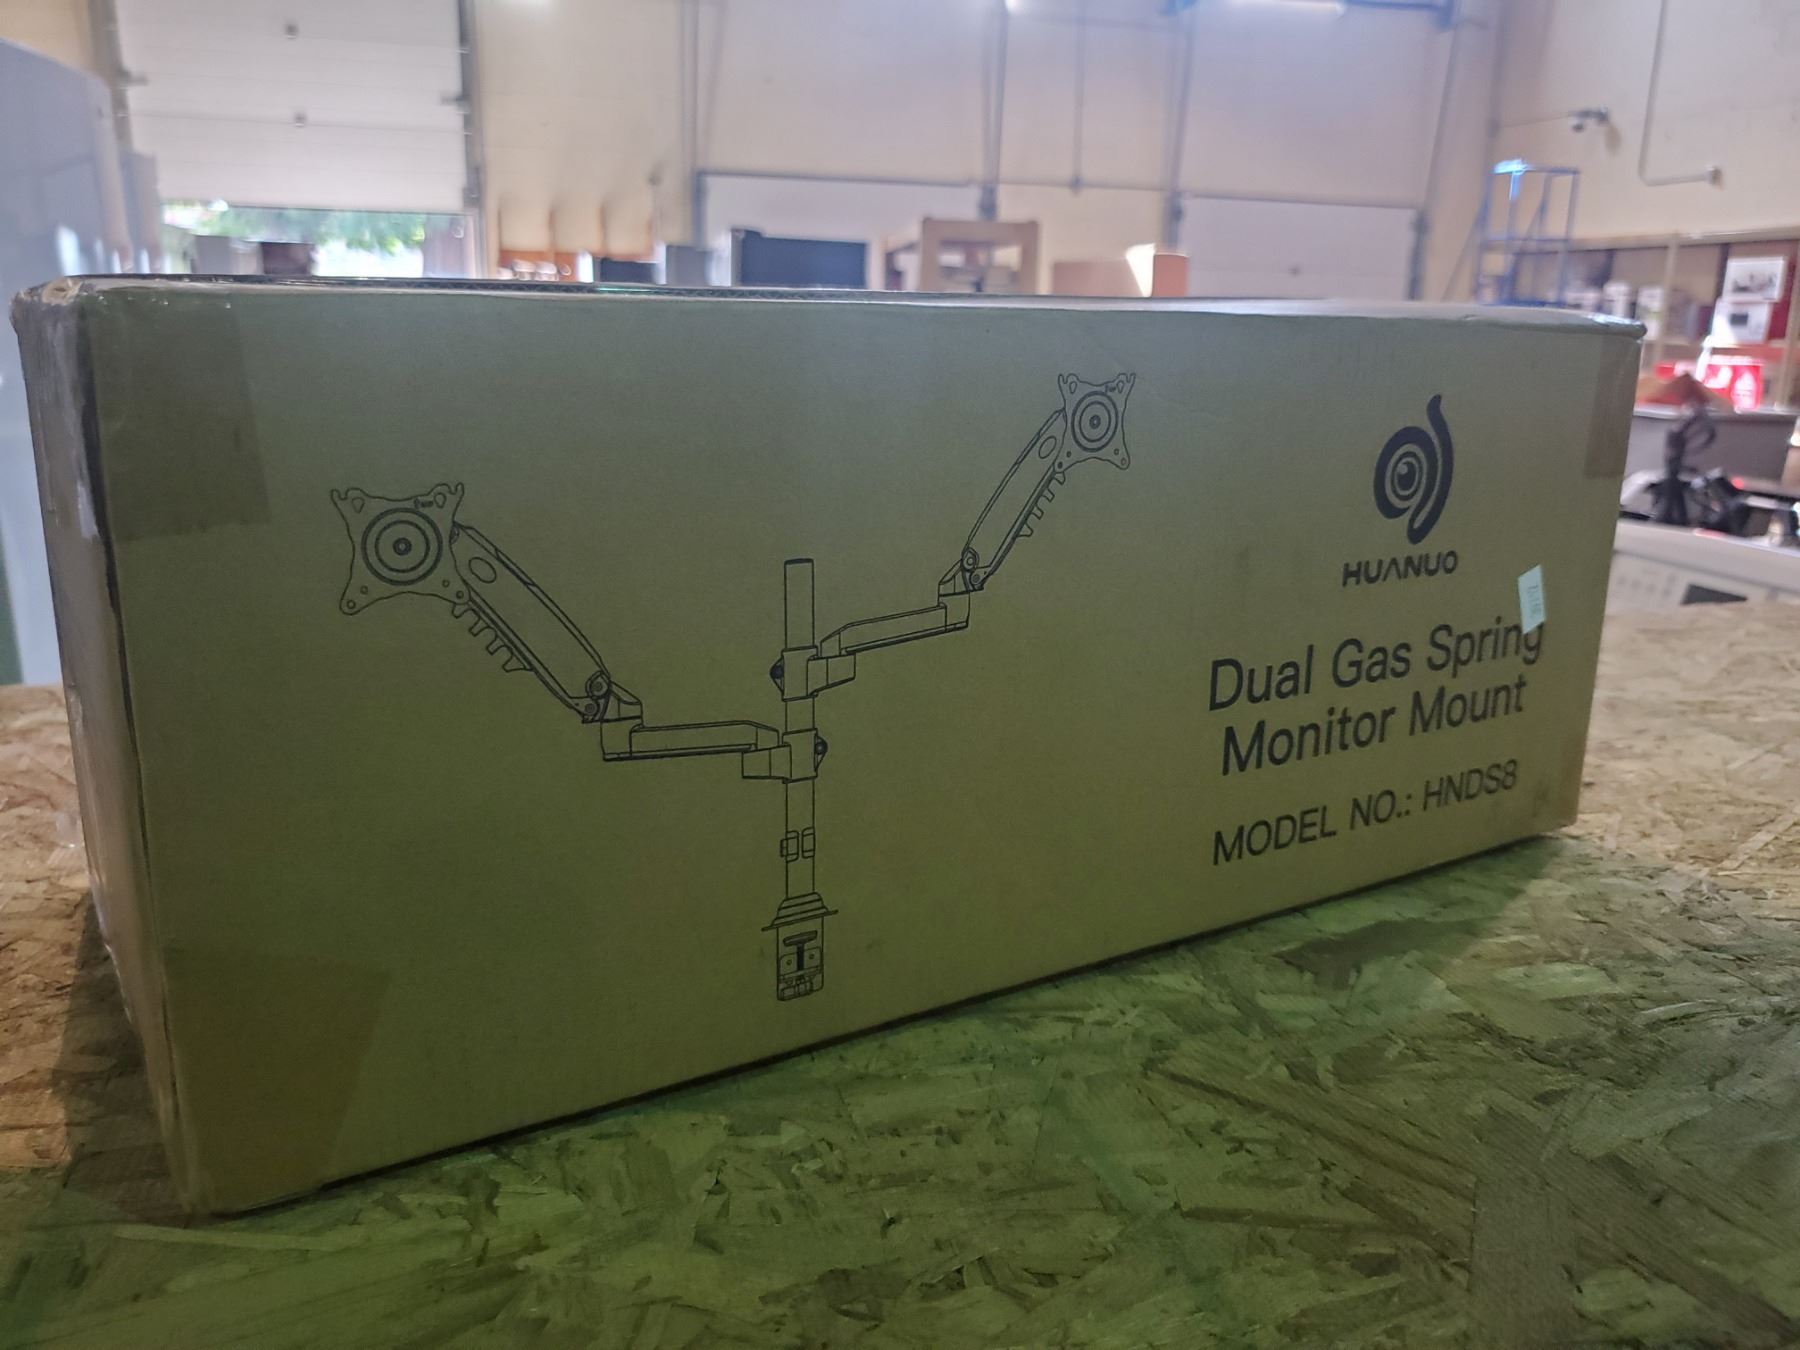 HUANUO
Dual Gas Spring
Monitor Mount
MODEL NO.: HNDS8